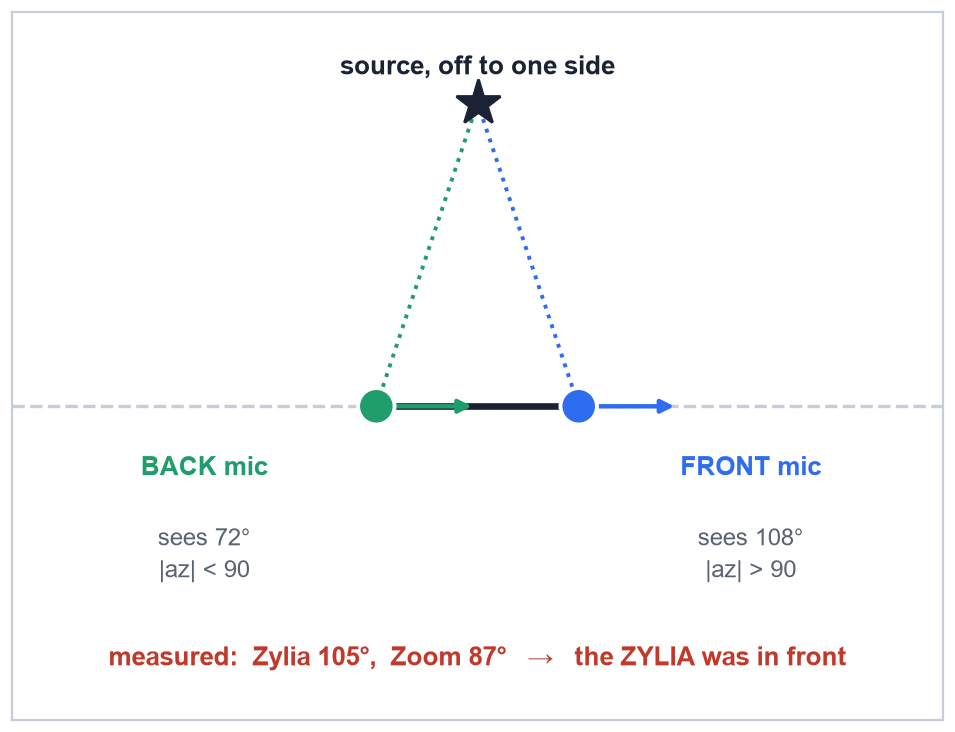 source, off to one side
BACK mic
FRONT mic
sees 72°
|az| < 90
sees 108°
|az| > 90
measured: Zylia 105°, Zoom 87° → the ZYLIA was in front